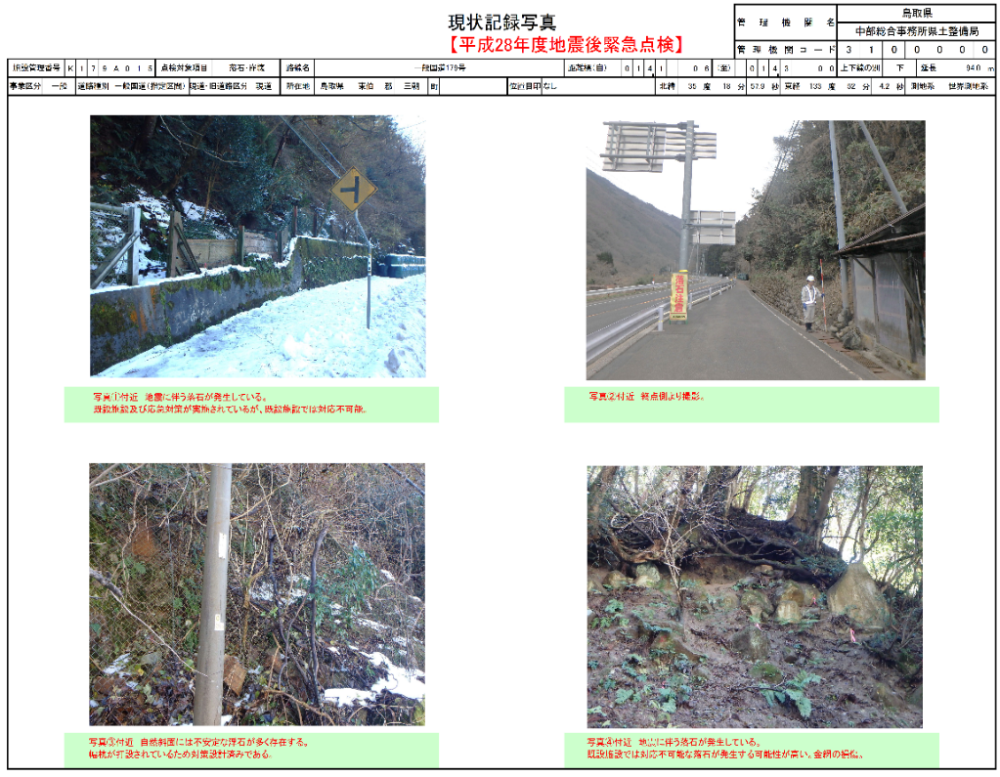 現状記録写真
【平成28年度地震後緊急点検】
管理機関名 鳥取県
中部総合事務所県土整備局
管理機関コード 3 1 0 0 0 0 0
施設管理番号 K 1 7 9 A 0 1 5 点検対象項目 落石・崩壊 路線名 一般国道179号 距離標(自) 0 1 4 1 0 6 (至) 0 1 4 3 0 0 上下線の別 下 延長 94.0 m
事業区分 一般 道路種別 一般国道(指定区間) 現道・旧道路区分 現道 所在地 鳥取県 東伯 郡 三朝 町 位置目印 なし 北緯 35 度 18 分 57.9 秒 東経 133 度 52 分 4.2 秒 測地系 世界測地系
落石注意
写真①付近 地震に伴う落石が発生している。
既設施設及び応急対策が実施されているが、既設施設では対応不可能。
写真②付近 終点側より撮影。
写真③付近 自然斜面には不安定な浮石が多く存在する。
幅杭が打設されているため対策設計済みである。
写真④付近 地震に伴う落石が発生している。
既設施設では対応不可能な落石が発生する可能性が高い。金網の損傷。